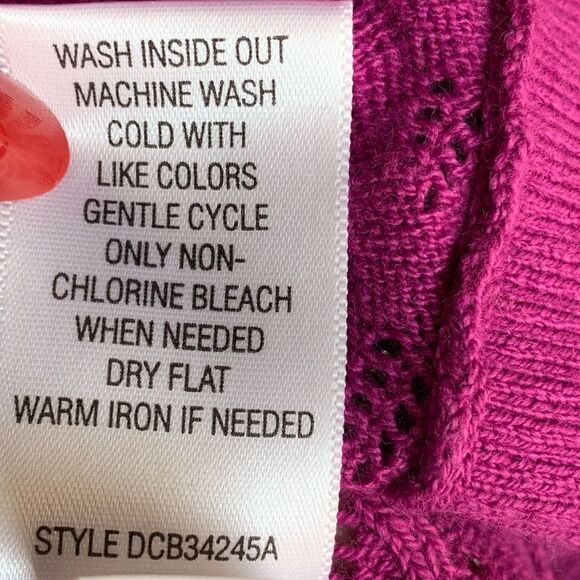 WASH INSIDE OUT
MACHINE WASH
COLD WITH
LIKE COLORS
GENTLE CYCLE
ONLY NON-
CHLORINE BLEACH
WHEN NEEDED
DRY FLAT
WARM IRON IF NEEDED
STYLE DCB34245A